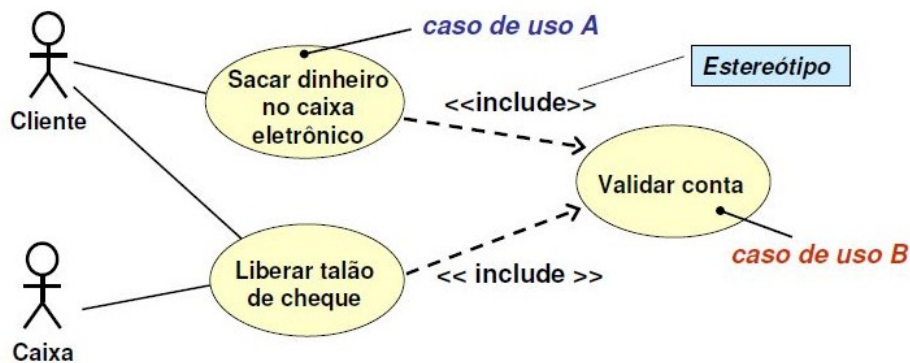 caso de uso A
Estereótipo
Sacar dinheiro
no caixa
eletrônico
<<include>>
Cliente
Validar conta
caso de uso B
Liberar talão
de cheque
<< include >>
Caixa